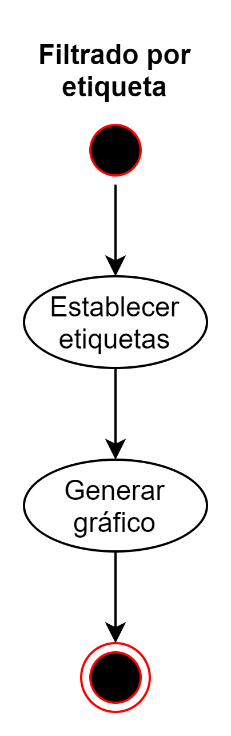 Filtrado por
etiqueta
Establecer
etiquetas
Generar
gráfico